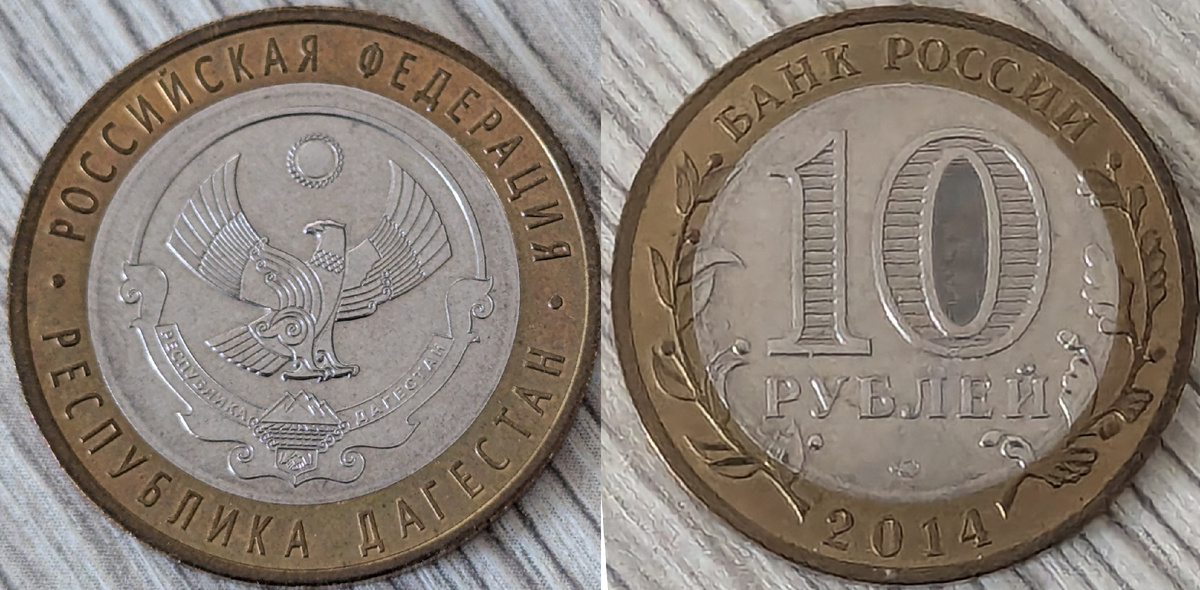 РОССИЙСКАЯ ФЕДЕРАЦИЯ
РЕСПУБЛИКА ДАГЕСТАН
РЕСПУБЛИКА ДАГЕСТАН
БАНК РОССИИ
10
РУБЛЕЙ
2014